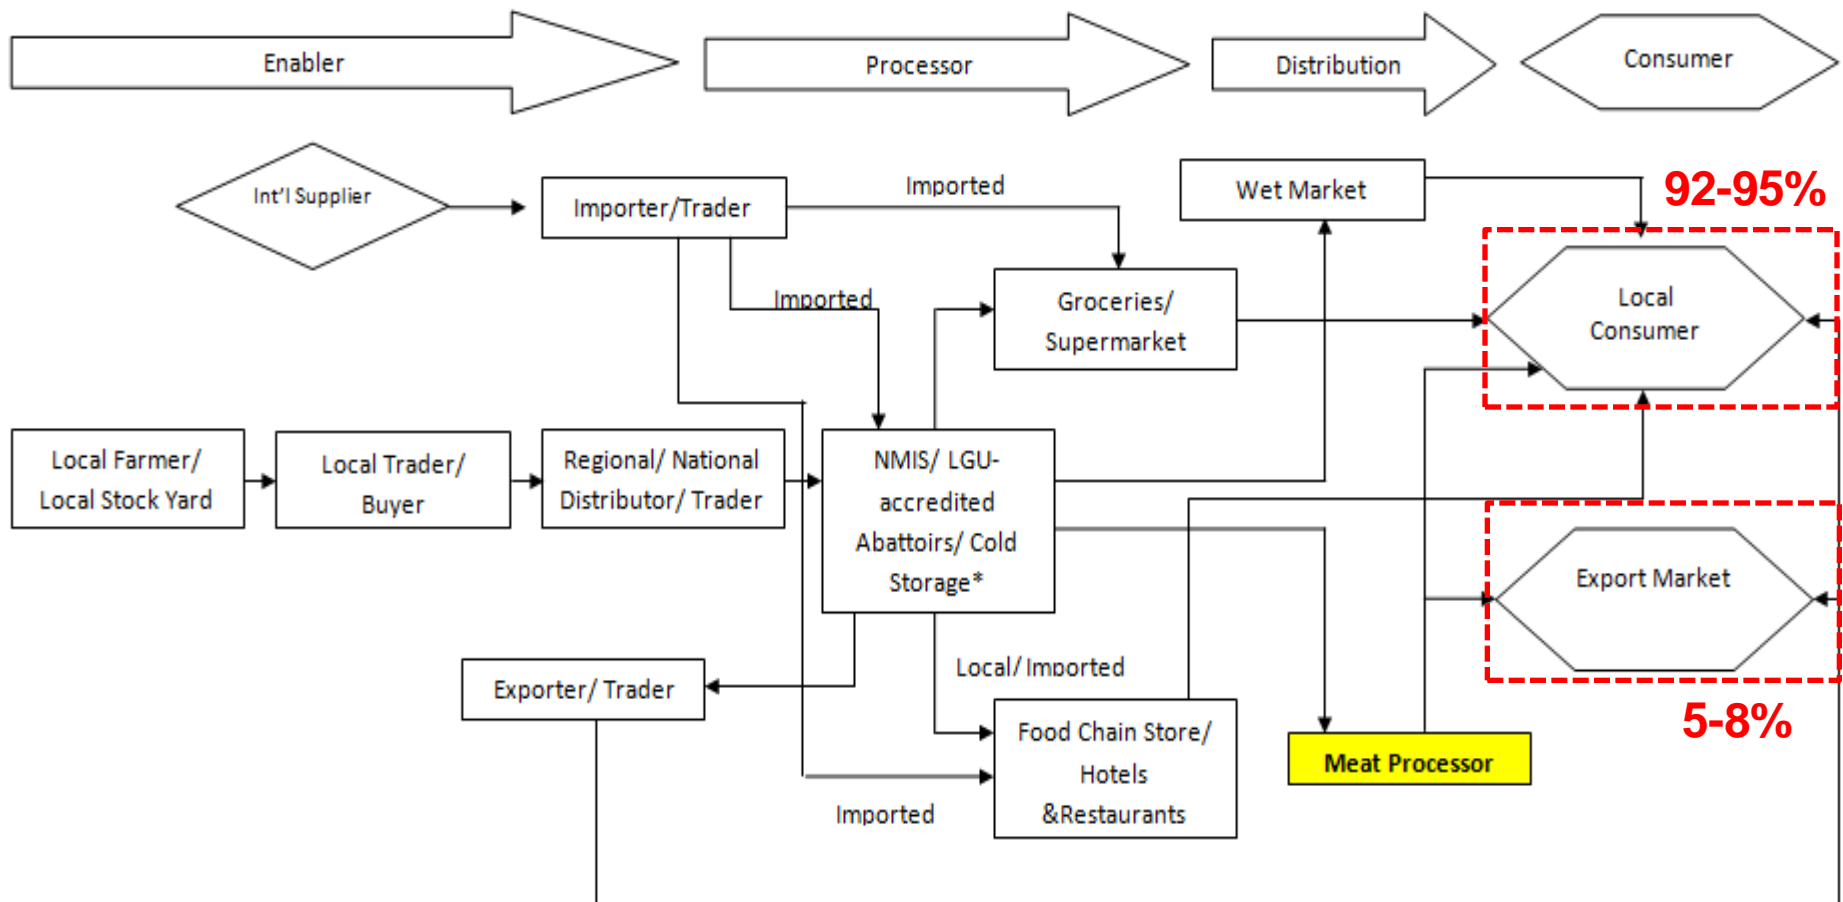 Enabler
Processor
Distribution
Consumer
Int'l Supplier
Importer/Trader
Imported
Wet Market
92-95%
Imported
Groceries/
Supermarket
Local
Consumer
Local Farmer/
Local Stock Yard
Local Trader/
Buyer
Regional/ National
Distributor/ Trader
NMIS/ LGU-
accredited
Abattoirs/ Cold
Storage*
Export Market
5-8%
Exporter/ Trader
Local/ Imported
Food Chain Store/
Hotels
&Restaurants
Imported
Meat Processor